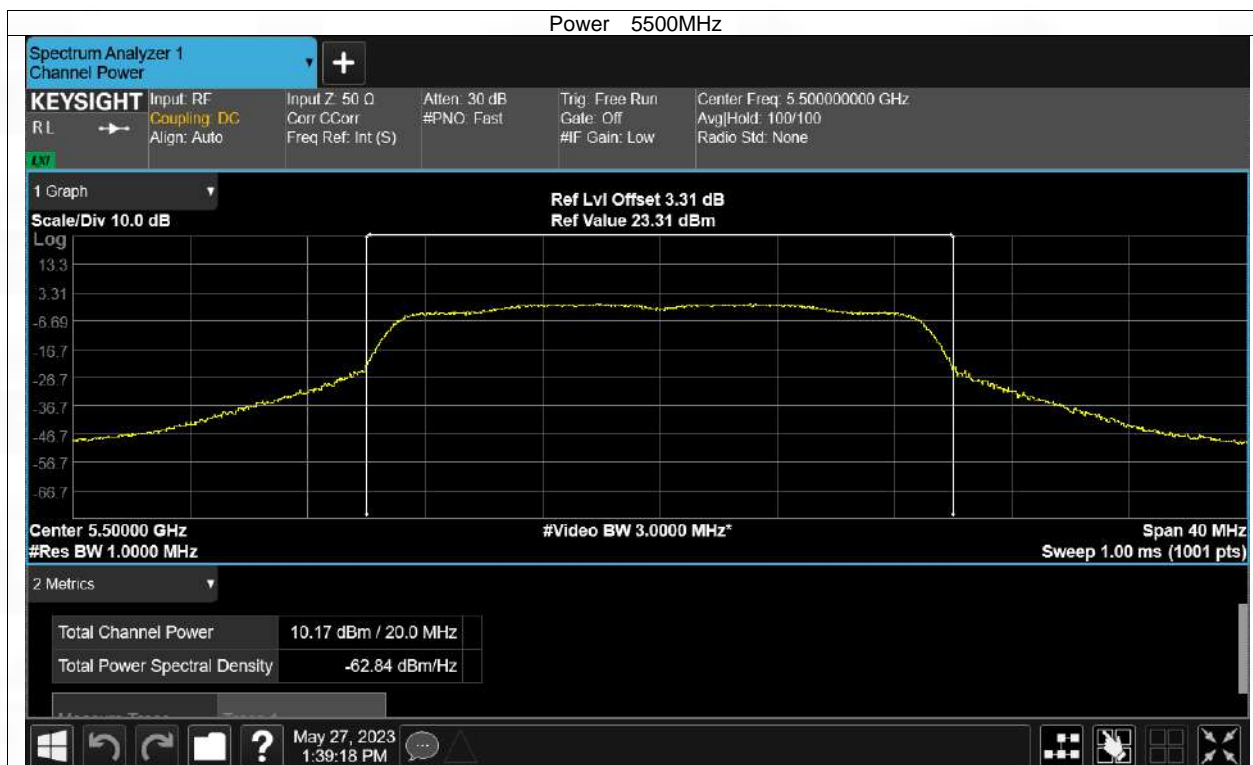 Power 5500MHz
Spectrum Analyzer 1
Channel Power
+
KEYSIGHT
RL
LXI
Input: RF
Coupling: DC
Align: Auto
Input Z: 50 Ω
Corr CCorr
Freq Ref: Int (S)
Atten: 30 dB
#PNO: Fast
Trig: Free Run
Gate: Off
#IF Gain: Low
Center Freq: 5.500000000 GHz
Avg|Hold: 100/100
Radio Std: None
1 Graph
Scale/Div 10.0 dB
Ref Lvl Offset 3.31 dB
Ref Value 23.31 dBm
Log
13.3
3.31
-6.69
-16.7
-26.7
-36.7
-46.7
-56.7
-66.7
Center 5.50000 GHz
#Video BW 3.0000 MHz*
Span 40 MHz
#Res BW 1.0000 MHz
Sweep 1.00 ms (1001 pts)
2 Metrics
Total Channel Power 10.17 dBm / 20.0 MHz
Total Power Spectral Density -62.84 dBm/Hz
?
May 27, 2023
1:39:18 PM